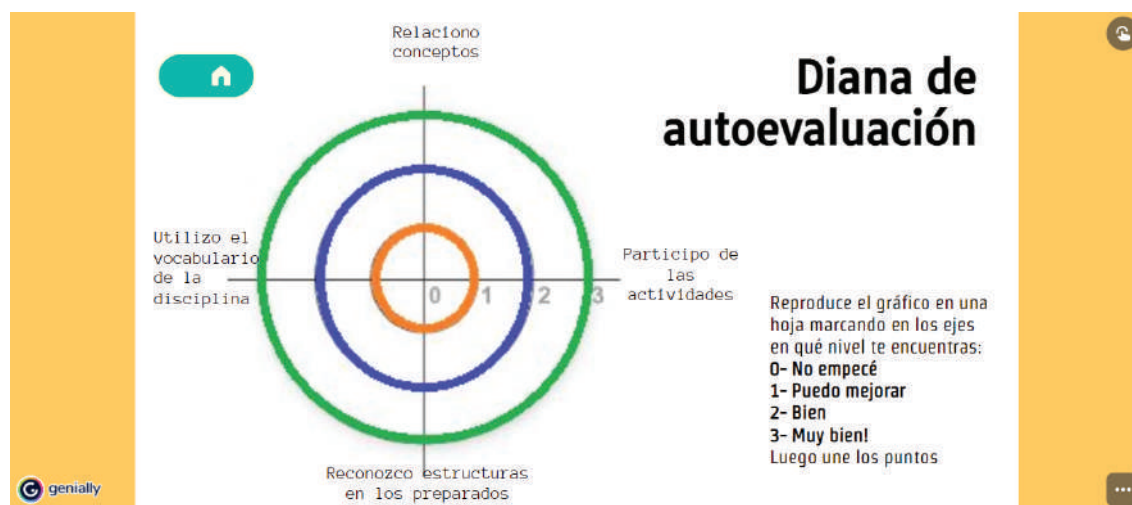 Relaciono
conceptos
Diana de
autoevaluación
Utilizo el
vocabulario
de la
disciplina
Participo de
las
actividades
0 1 2 3
Reproduce el gráfico en una
hoja marcando en los ejes
en qué nivel te encuentras:
0- No empecé
1- Puedo mejorar
2- Bien
3- Muy bien!
Luego une los puntos
Reconozco estructuras
en los preparados
G genially